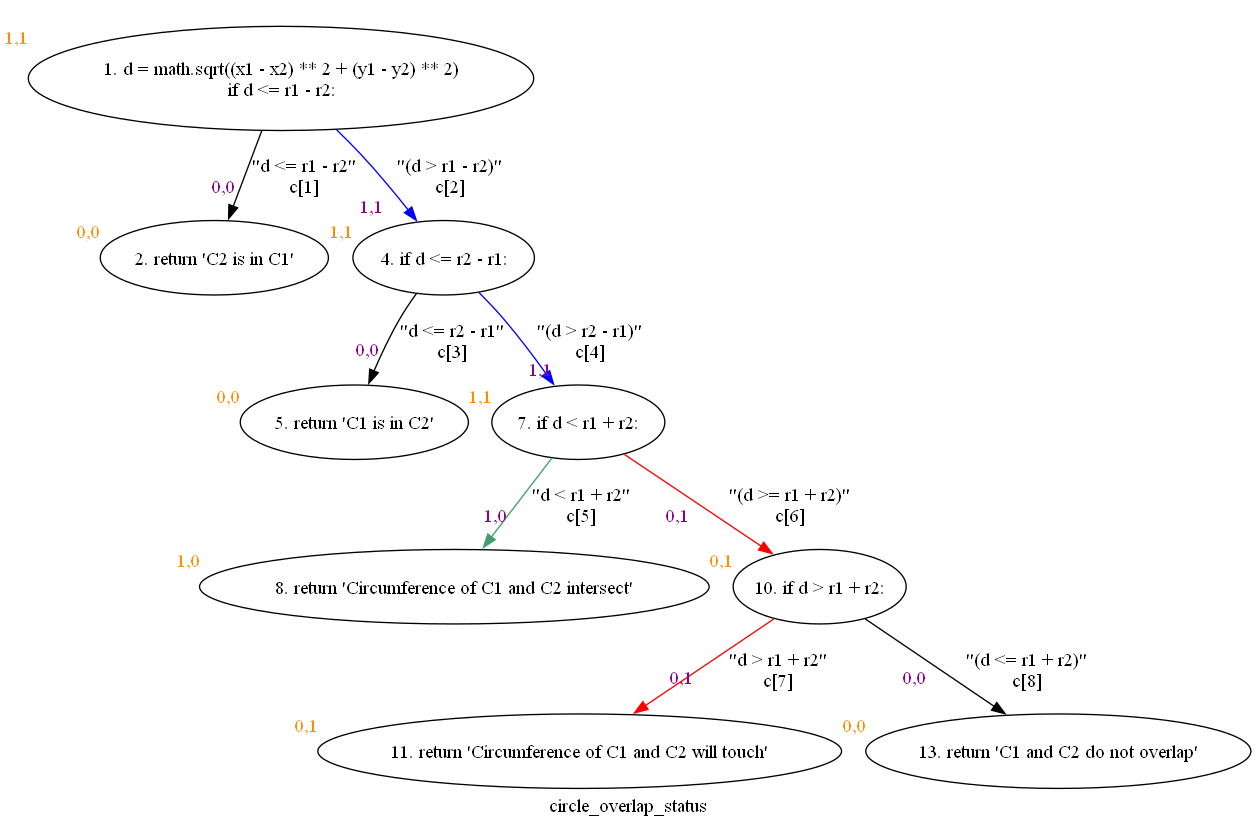 1,1
1. d = math.sqrt((x1 - x2) ** 2 + (y1 - y2) ** 2)
if d <= r1 - r2:
"d <= r1 - r2"
c[1]
0,0
"(d > r1 - r2)"
c[2]
1,1
0,0
2. return 'C2 is in C1'
1,1
4. if d <= r2 - r1:
"d <= r2 - r1"
c[3]
0,0
"(d > r2 - r1)"
c[4]
1,1
0,0
5. return 'C1 is in C2'
1,1
7. if d < r1 + r2:
"d < r1 + r2"
c[5]
1,0
"(d >= r1 + r2)"
c[6]
0,1
1,0
8. return 'Circumference of C1 and C2 intersect'
0,1
10. if d > r1 + r2:
"d > r1 + r2"
c[7]
0,1
"(d <= r1 + r2)"
c[8]
0,0
0,1
11. return 'Circumference of C1 and C2 will touch'
0,0
13. return 'C1 and C2 do not overlap'
circle_overlap_status